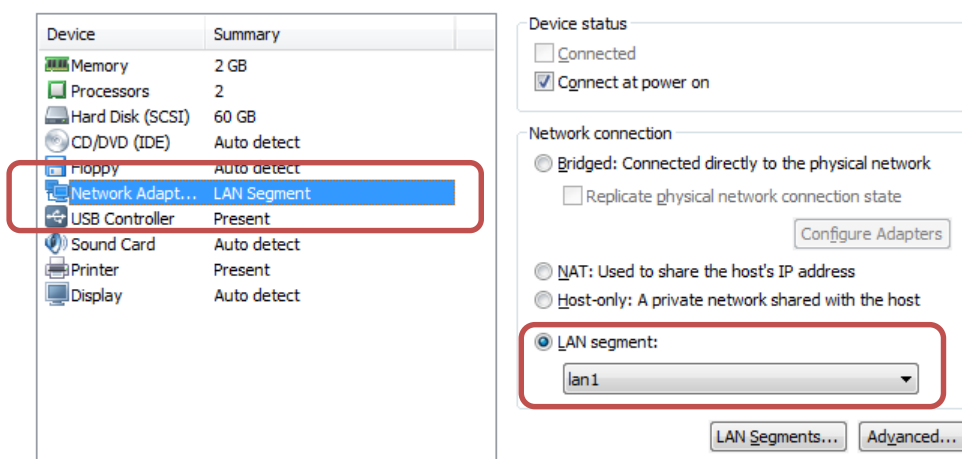 Device Summary
Memory 2 GB
Processors 2
Hard Disk (SCSI) 60 GB
CD/DVD (IDE) Auto detect
Floppy Auto detect
Network Adapt... LAN Segment
USB Controller Present
Sound Card Auto detect
Printer Present
Display Auto detect
Device status
Connected
Connect at power on
Network connection
Bridged: Connected directly to the physical network
Replicate physical network connection state
Configure Adapters
NAT: Used to share the host's IP address
Host-only: A private network shared with the host
LAN segment:
lan1
LAN Segments... Advanced...